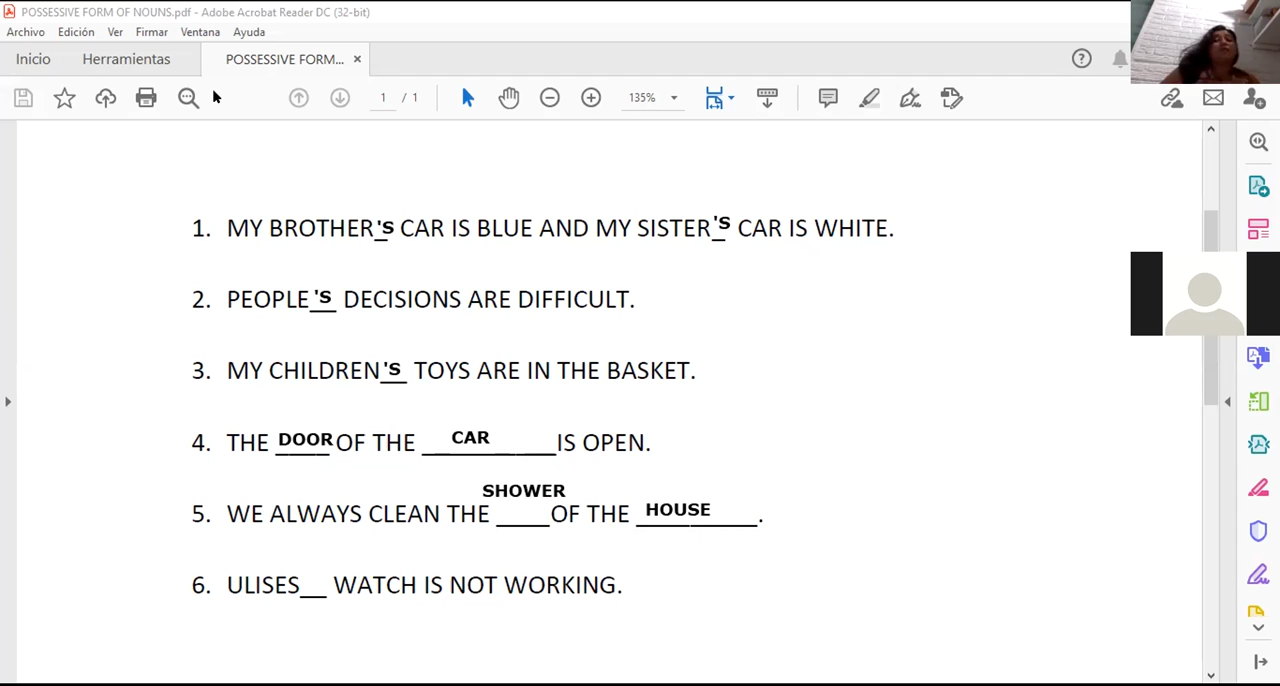 POSSESSIVE FORM OF NOUNS.pdf - Adobe Acrobat Reader DC (32-bit)
Archivo Edición Ver Firmar Ventana Ayuda
Inicio Herramientas POSSESSIVE FORM... ×
1 / 1 135%
1. MY BROTHER'S CAR IS BLUE AND MY SISTER'S CAR IS WHITE.
2. PEOPLE'S DECISIONS ARE DIFFICULT.
3. MY CHILDREN'S TOYS ARE IN THE BASKET.
4. THE DOOR OF THE CAR IS OPEN.
5. WE ALWAYS CLEAN THE SHOWER OF THE HOUSE.
6. ULISES__ WATCH IS NOT WORKING.